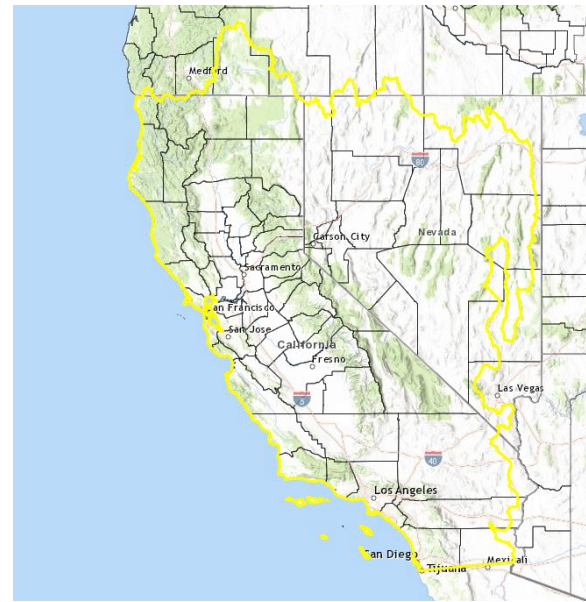 Medford
80
Carson City
Nevada
Sacramento
San Francisco
San Jose
California
Fresno
5
Las Vegas
40
Los Angeles
San Diego
Tijuana
Mexicali